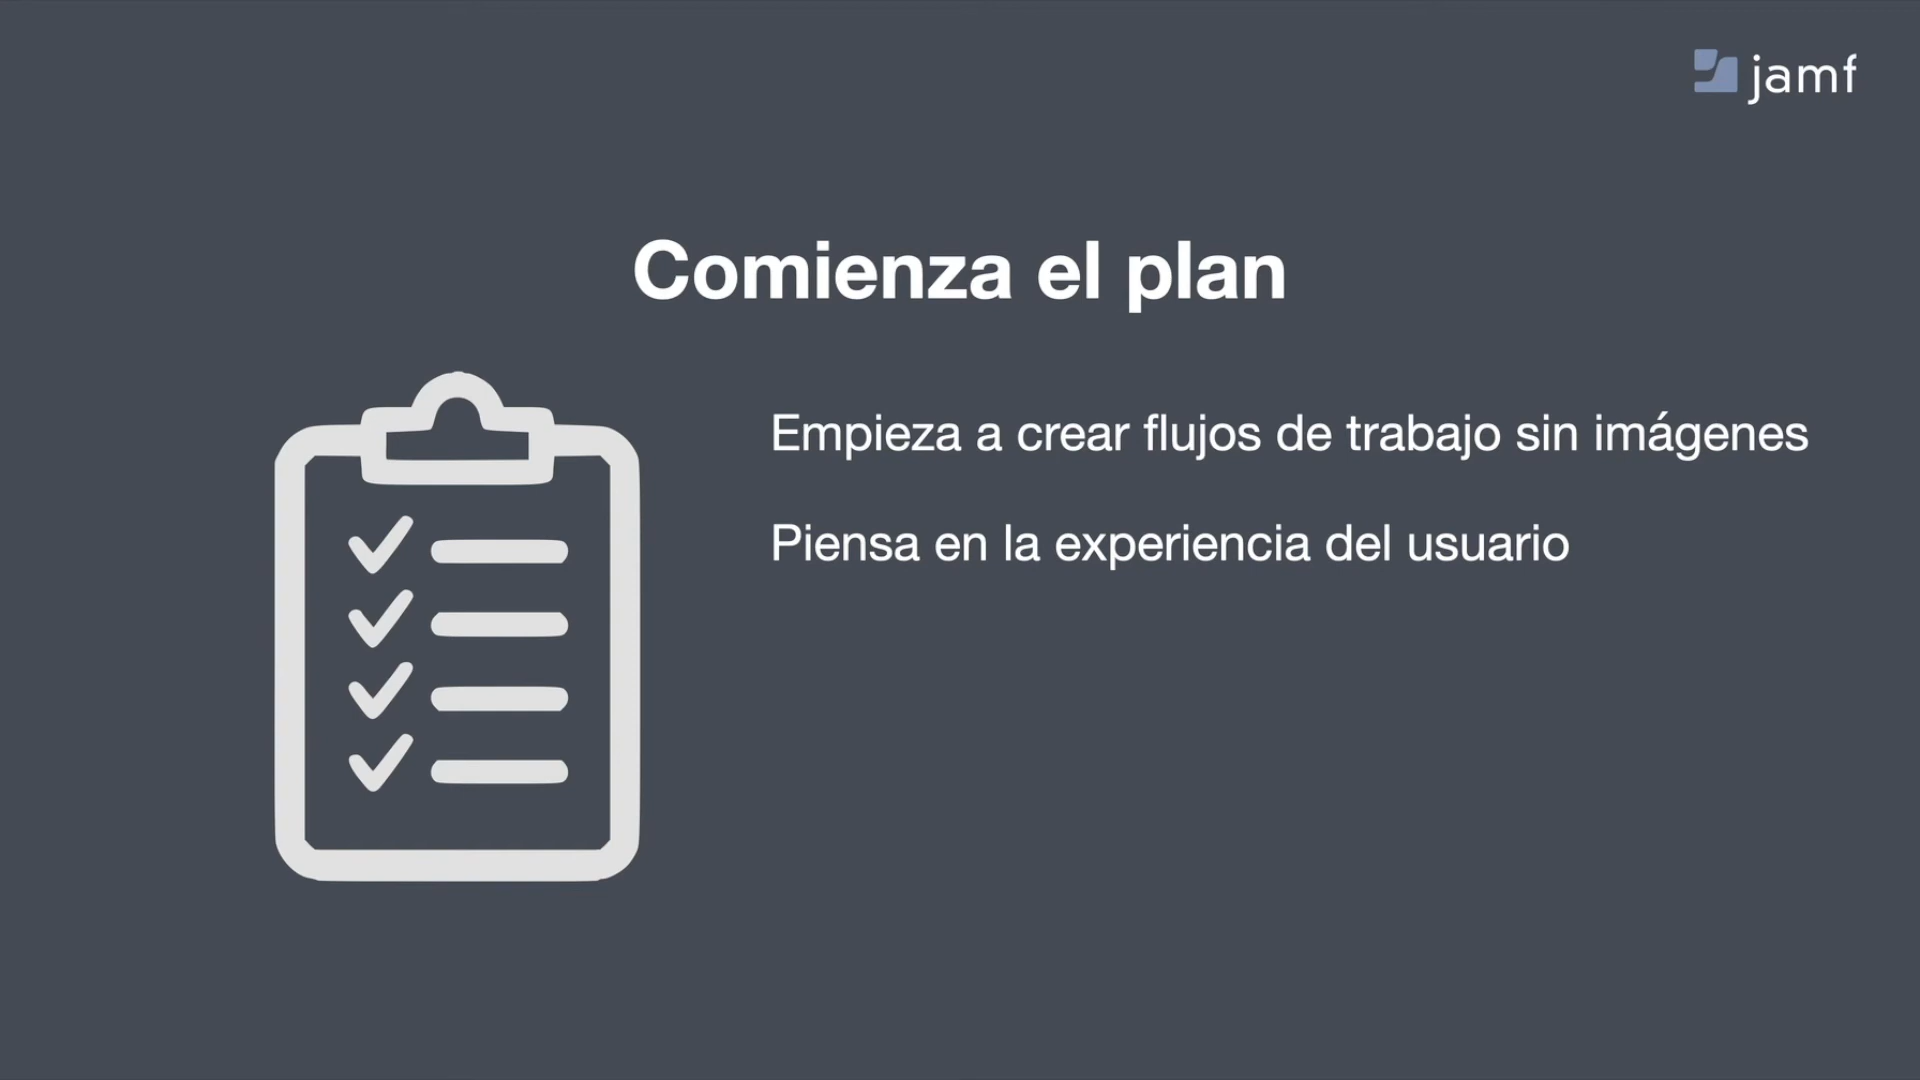 jamf
Comienza el plan
Empieza a crear flujos de trabajo sin imágenes
Piensa en la experiencia del usuario